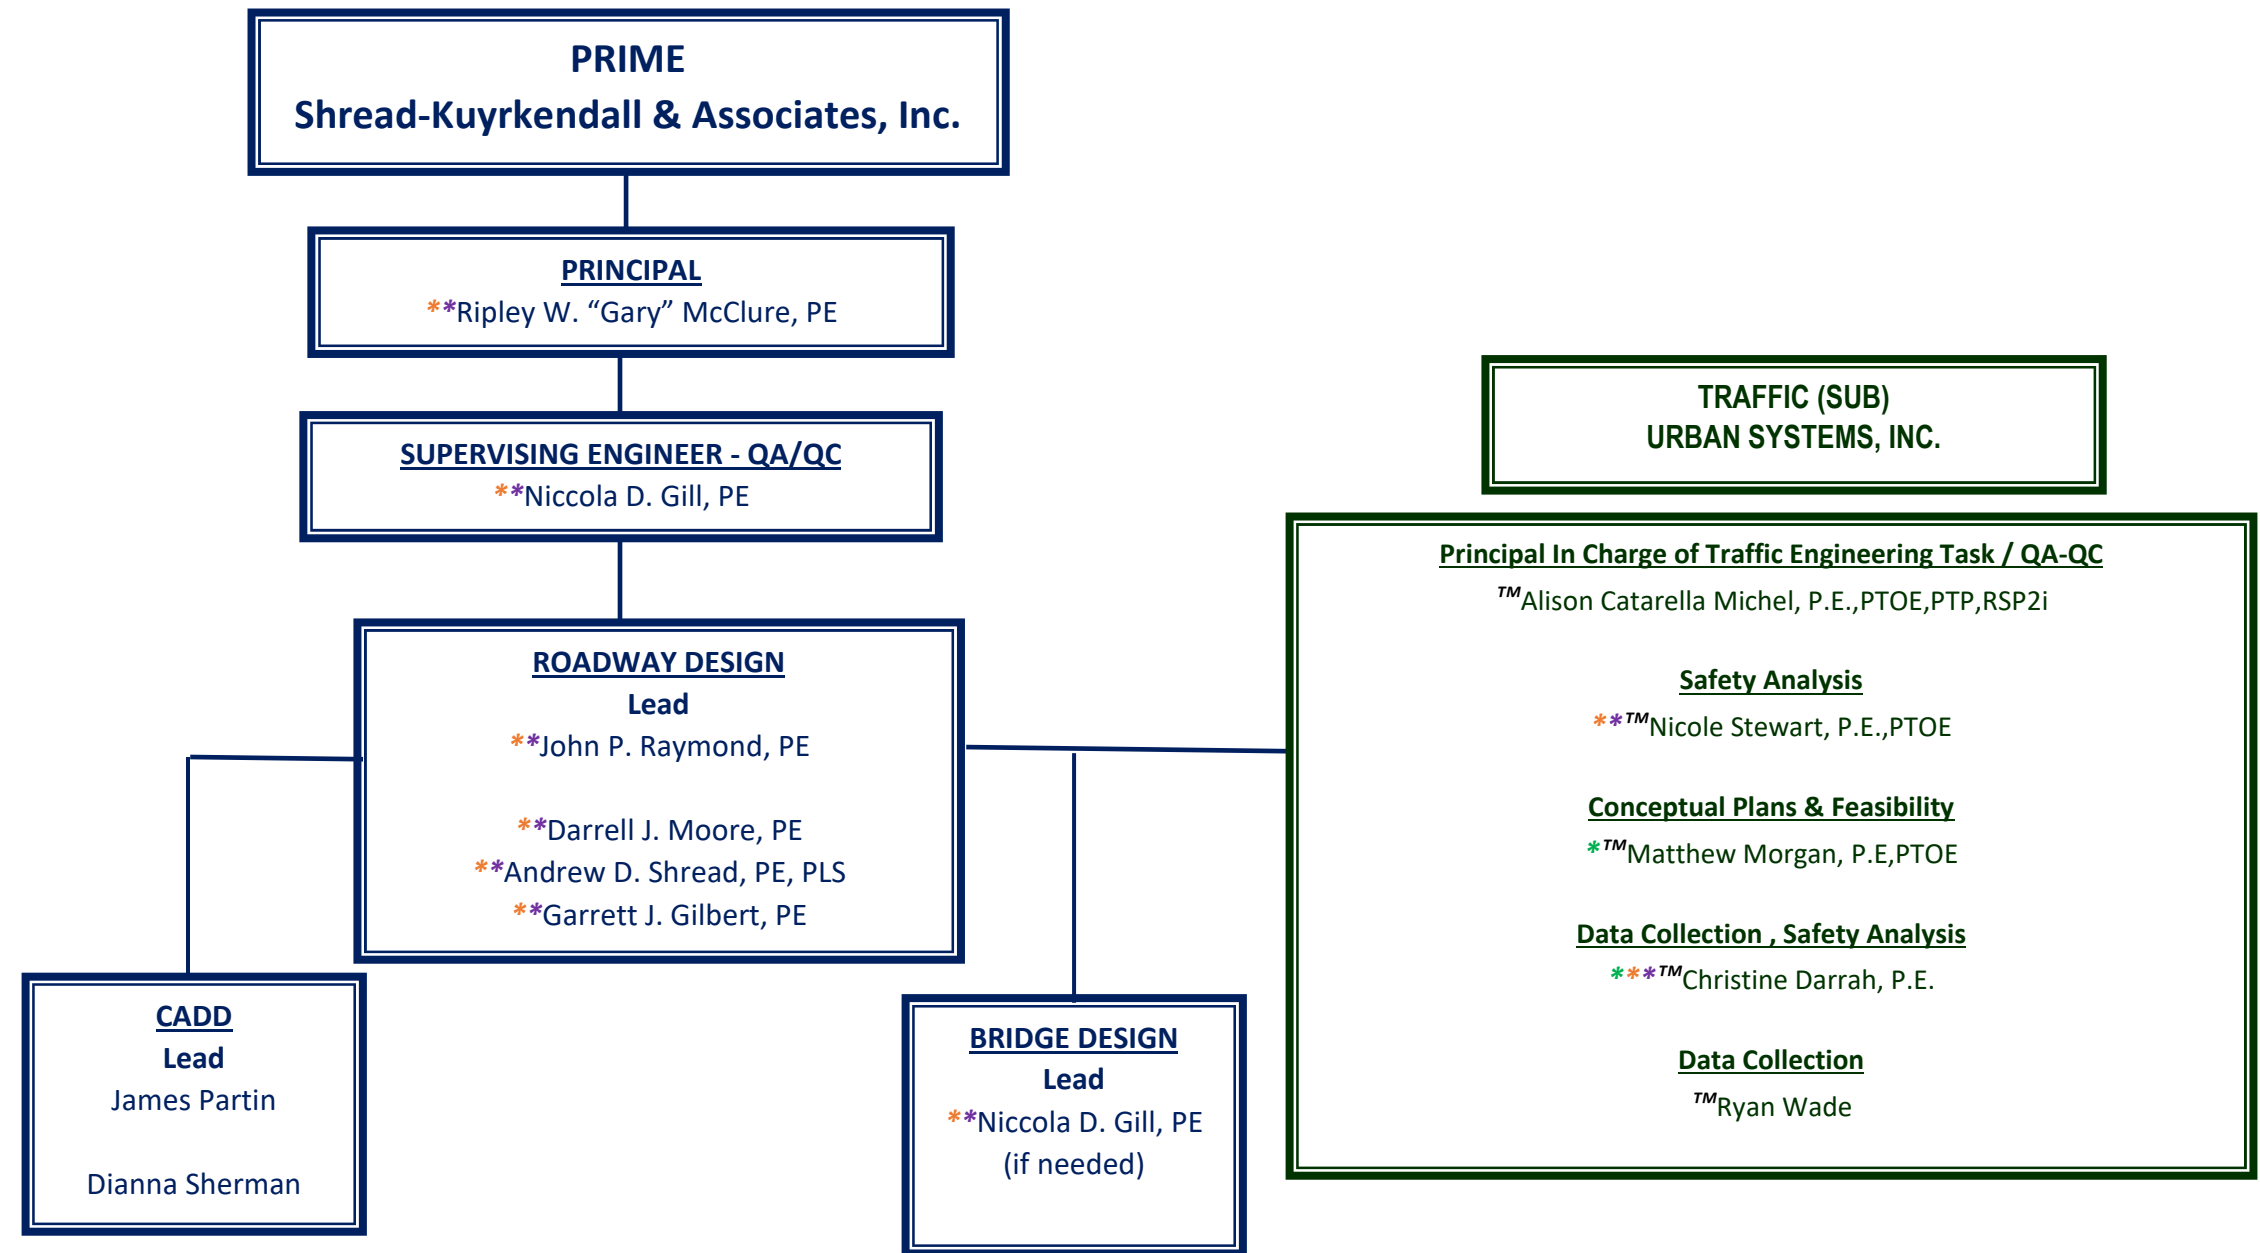 PRIME
Shread-Kuyrkendall & Associates, Inc.
PRINCIPAL
**Ripley W. “Gary” McClure, PE
SUPERVISING ENGINEER - QA/QC
**Niccola D. Gill, PE
ROADWAY DESIGN
Lead
**John P. Raymond, PE
**Darrell J. Moore, PE
**Andrew D. Shread, PE, PLS
**Garrett J. Gilbert, PE
CADD
Lead
James Partin
Dianna Sherman
BRIDGE DESIGN
Lead
**Niccola D. Gill, PE
(if needed)
TRAFFIC (SUB)
URBAN SYSTEMS, INC.
Principal In Charge of Traffic Engineering Task / QA-QC
TMAlison Catarella Michel, P.E.,PTOE,PTP,RSP2i
Safety Analysis
**TMNicole Stewart, P.E.,PTOE
Conceptual Plans & Feasibility
*TMMatthew Morgan, P.E,PTOE
Data Collection , Safety Analysis
***TMChristine Darrah, P.E.
Data Collection
TMRyan Wade